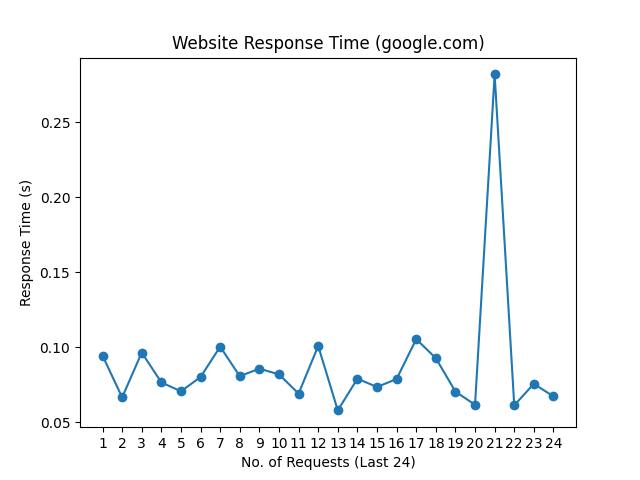 Website Response Time (google.com)
Response Time (s)
0.25
0.20
0.15
0.10
0.05
1 2 3 4 5 6 7 8 9 10 11 12 13 14 15 16 17 18 19 20 21 22 23 24
No. of Requests (Last 24)